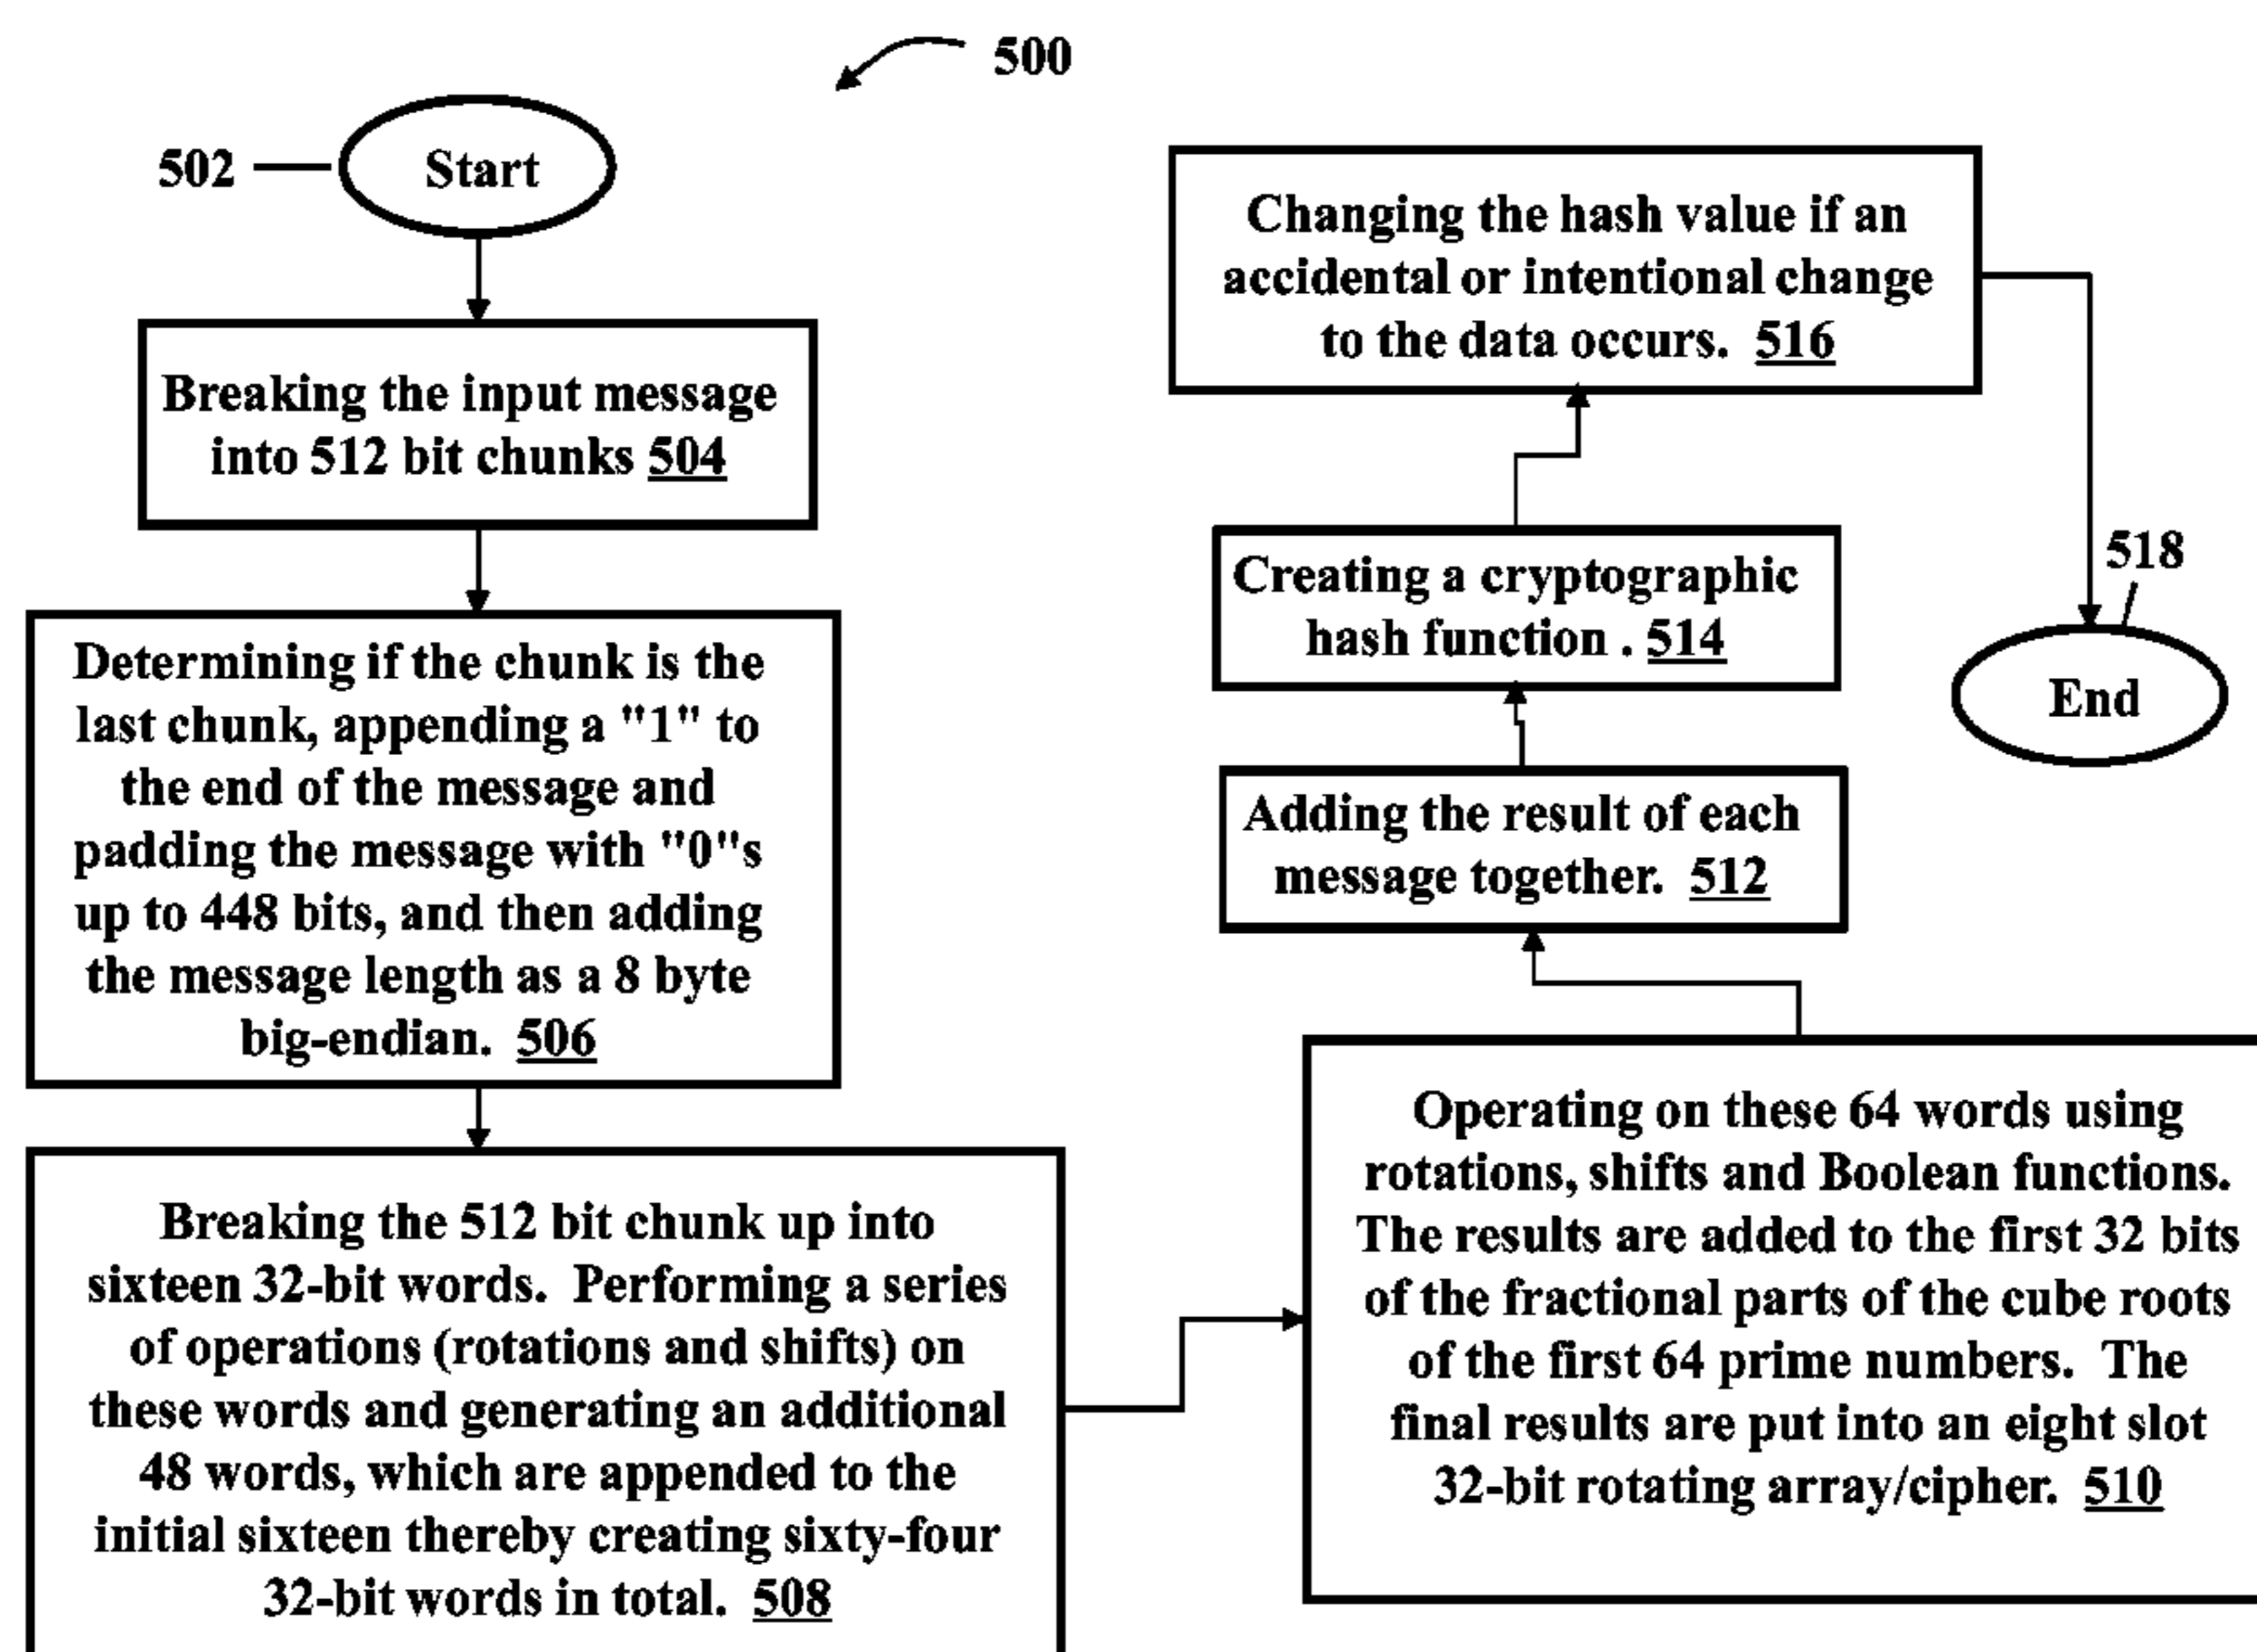 500
502
Start
Breaking the input message
into 512 bit chunks 504
Determining if the chunk is the
last chunk, appending a "1" to
the end of the message and
padding the message with "0"s
up to 448 bits, and then adding
the message length as a 8 byte
big-endian. 506
Breaking the 512 bit chunk up into
sixteen 32-bit words. Performing a series
of operations (rotations and shifts) on
these words and generating an additional
48 words, which are appended to the
initial sixteen thereby creating sixty-four
32-bit words in total. 508
Operating on these 64 words using
rotations, shifts and Boolean functions.
The results are added to the first 32 bits
of the fractional parts of the cube roots
of the first 64 prime numbers. The
final results are put into an eight slot
32-bit rotating array/cipher. 510
Adding the result of each
message together. 512
Creating a cryptographic
hash function . 514
Changing the hash value if an
accidental or intentional change
to the data occurs. 516
518
End